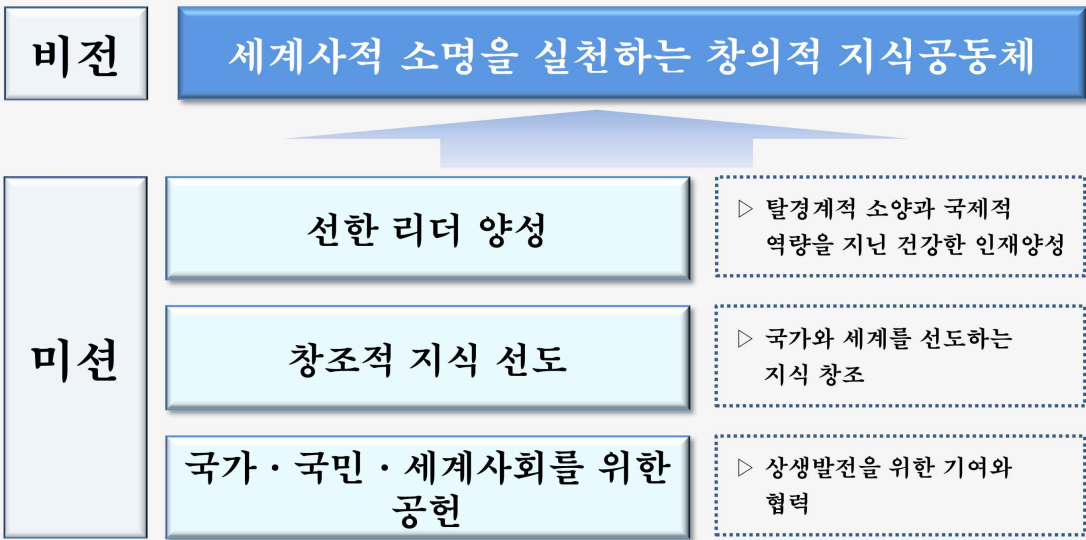 비전
세계사적 소명을 실천하는 창의적 지식공동체
미션
선한 리더 양성
▷ 탈경계적 소양과 국제적
역량을 지닌 건강한 인재양성
창조적 지식 선도
▷ 국가와 세계를 선도하는
지식 창조
국가·국민·세계사회를 위한
공헌
▷ 상생발전을 위한 기여와
협력